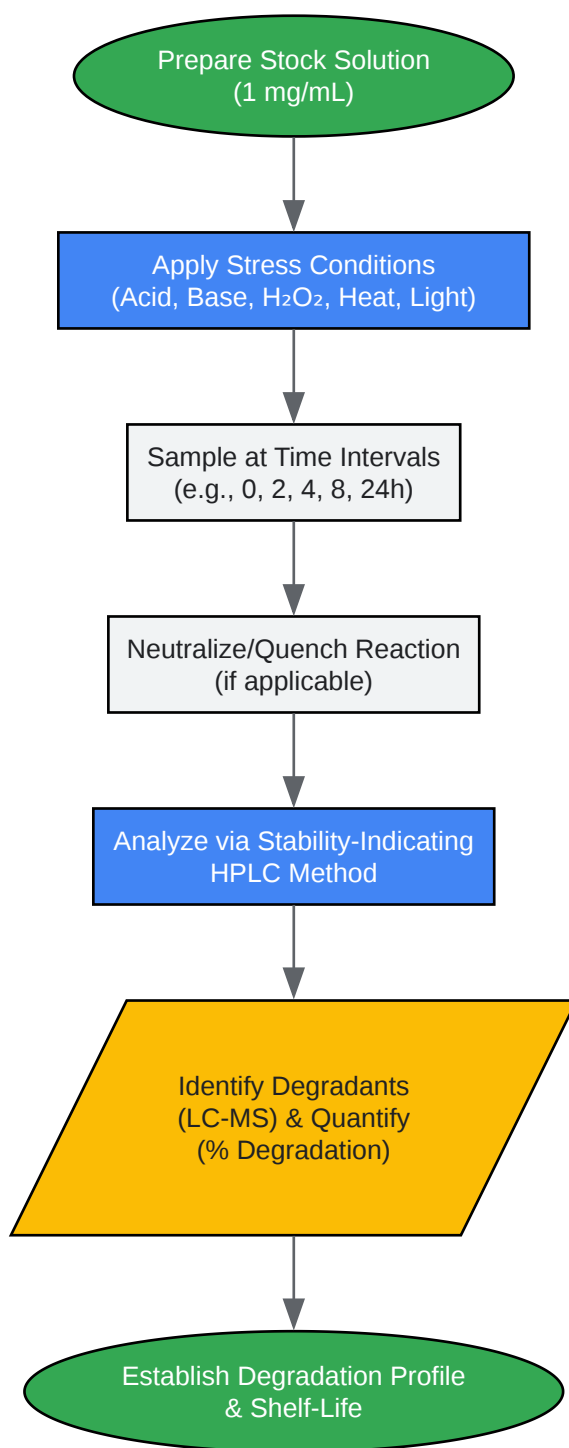 Prepare Stock Solution
(1 mg/mL)
Apply Stress Conditions
(Acid, Base, H₂O₂, Heat, Light)
Sample at Time Intervals
(e.g., 0, 2, 4, 8, 24h)
Neutralize/Quench Reaction
(if applicable)
Analyze via Stability-Indicating
HPLC Method
Identify Degradants
(LC-MS) & Quantify
(% Degradation)
Establish Degradation Profile
& Shelf-Life